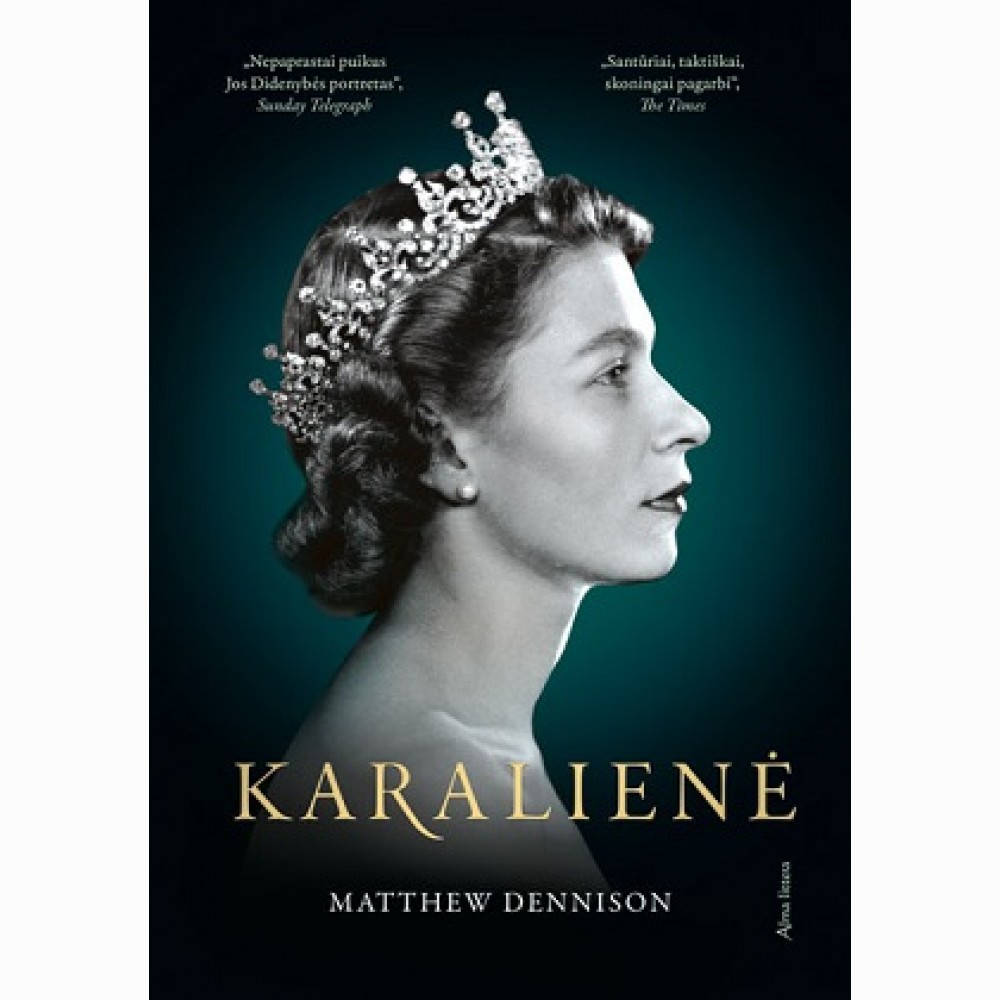 „Nepaprastai puikus
Jos Didenybės portretas“,
Sunday Telegraph
„Santūriai, taktiškai,
skoningai pagarbi“,
The Times
KARALIENĖ
MATTHEW DENNISON
Alma littera